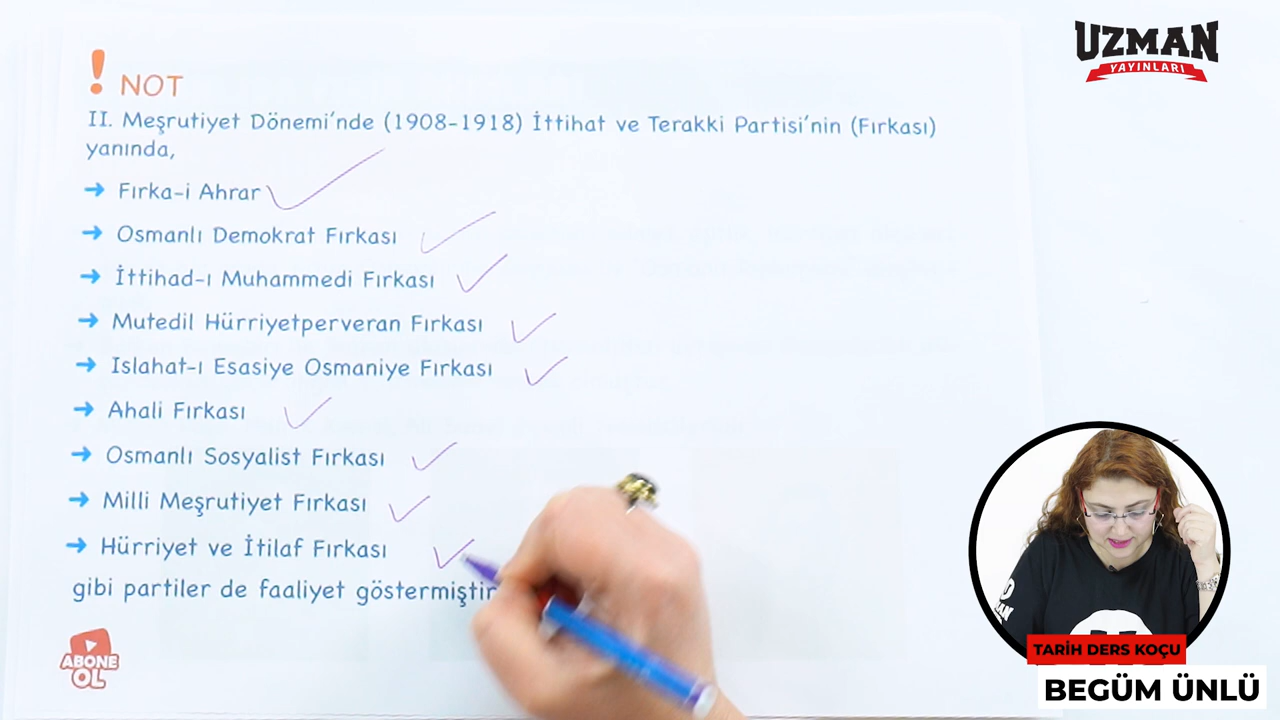 UZMAN
YAYINLARI
! NOT
II. Meşrutiyet Dönemi'nde (1908-1918) İttihat ve Terakki Partisi'nin (Fırkası)
yanında,
→ Fırka-i Ahrar
→ Osmanlı Demokrat Fırkası
→ İttihad-ı Muhammedi Fırkası
→ Mutedil Hürriyetperveran Fırkası
→ Islahat-ı Esasiye Osmaniye Fırkası
→ Ahali Fırkası
→ Osmanlı Sosyalist Fırkası
→ Milli Meşrutiyet Fırkası
→ Hürriyet ve İtilaf Fırkası
gibi partiler de faaliyet göstermiştir
ABONE
OL
TARİH DERS KOÇU
BEGÜM ÜNLÜ